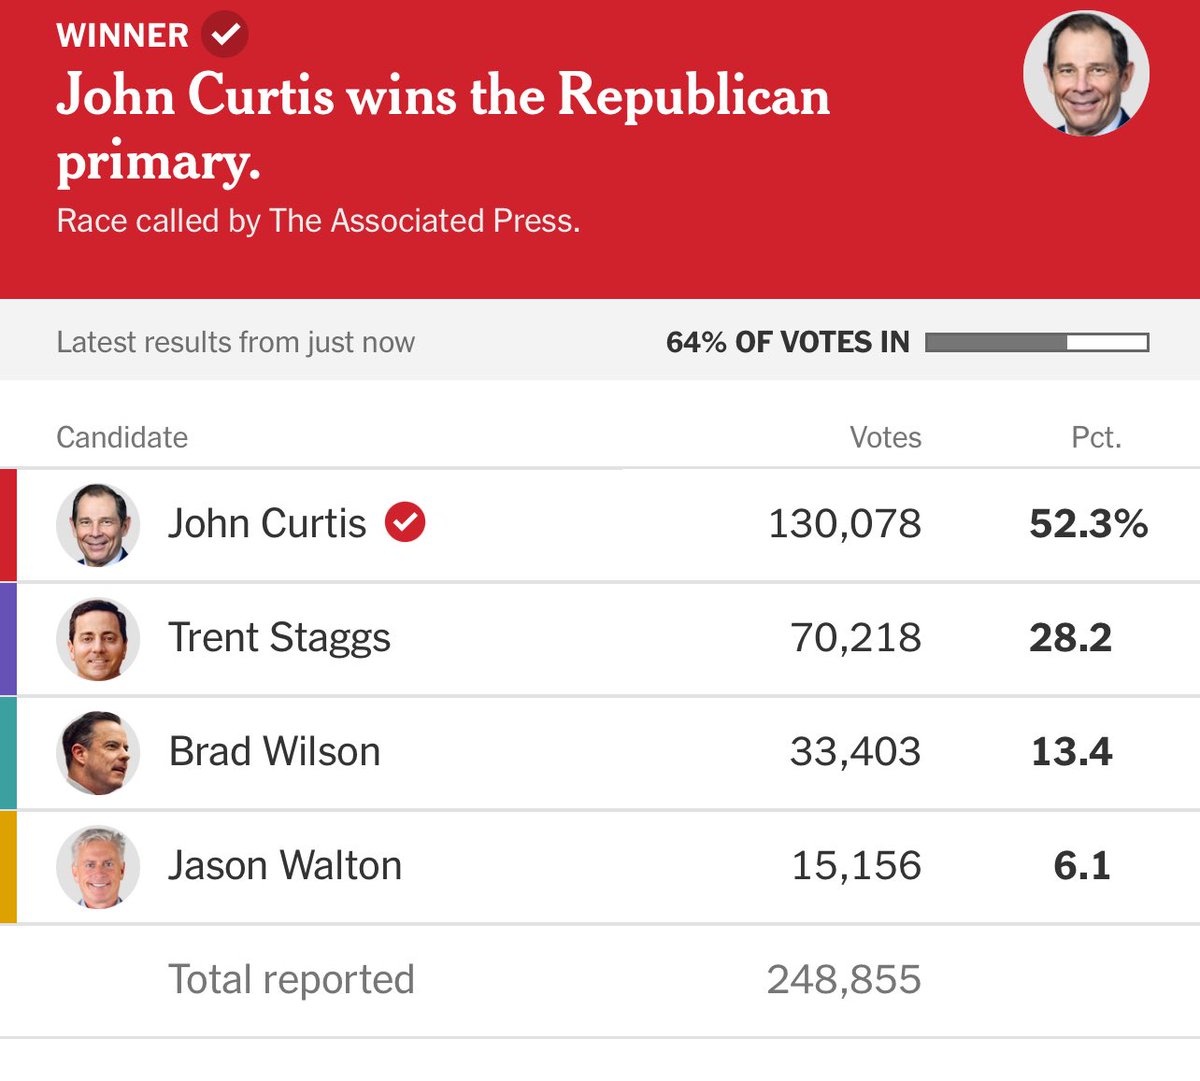 WINNER
John Curtis wins the Republican
primary.
Race called by The Associated Press.
Latest results from just now 64% OF VOTES IN
Candidate Votes Pct.
John Curtis 130,078 52.3%
Trent Staggs 70,218 28.2
Brad Wilson 33,403 13.4
Jason Walton 15,156 6.1
Total reported 248,855